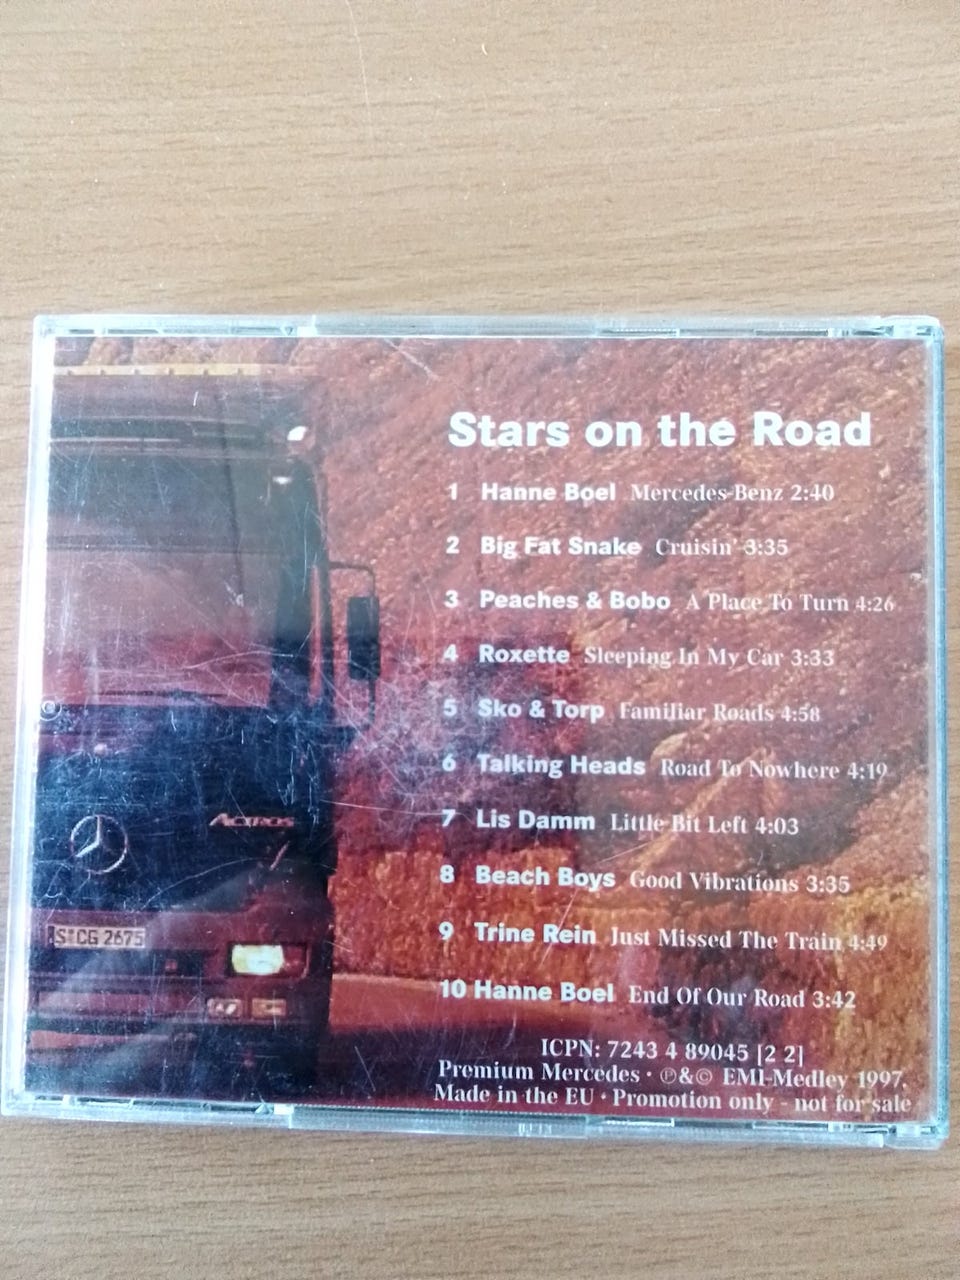 Stars on the Road
1 Hanne Boel Mercedes-Benz 2:40
2 Big Fat Snake Cruisin' 3:35
3 Peaches & Bobo A Place To Turn 4:26
4 Roxette Sleeping In My Car 3:33
5 Sko & Torp Familiar Roads 4:58
6 Talking Heads Road To Nowhere 4:19
7 Lis Damm Little Bit Left 4:03
8 Beach Boys Good Vibrations 3:35
9 Trine Rein Just Missed The Train 4:49
10 Hanne Boel End Of Our Road 3:42
ICPN: 7243 4 89045 [2 2]
Premium Mercedes · ℗&© EMI-Medley 1997.
Made in the EU · Promotion only - not for sale
ACTROS
S CG 2675